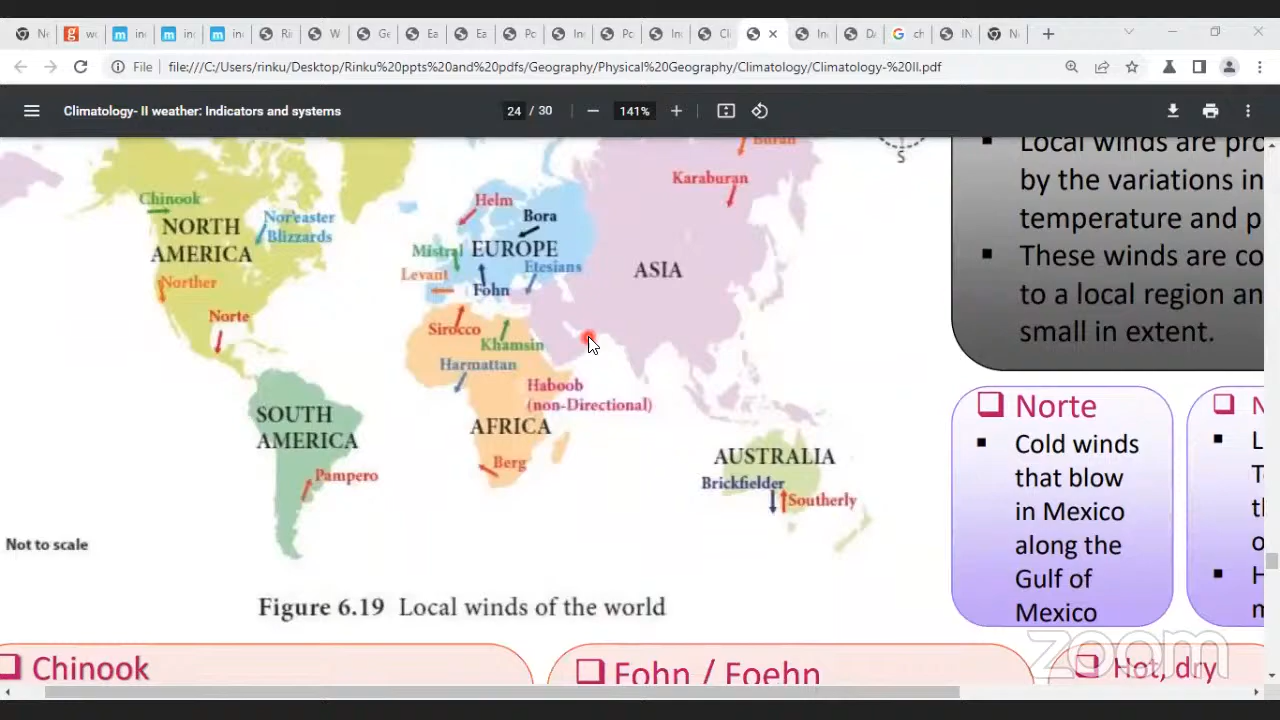 File file:///C:/Users/rinku/Desktop/Rinku%20ppts%20and%20pdfs/Geography/Physical%20Geography/Climatology/Climatology-%20II.pdf
Climatology- II weather: Indicators and systems
24 / 30
141%
Buran
S
Karaburan
Chinook
NORTH
AMERICA
Nor'easter
Blizzards
Norther
Norte
Helm
Bora
Mistral
EUROPE
Etesians
Levant
Fohn
ASIA
Sirocco
Khamsin
Harmattan
Haboob
(non-Directional)
SOUTH
AMERICA
AFRICA
Berg
Pampero
AUSTRALIA
Brickfielder
Southerly
Not to scale
Figure 6.19 Local winds of the world
Local winds are pro
by the variations in
temperature and p
These winds are co
to a local region an
small in extent.
Norte
Cold winds
that blow
in Mexico
along the
Gulf of
Mexico
Chinook
Fohn / Foehn
Hot, dry
zoom